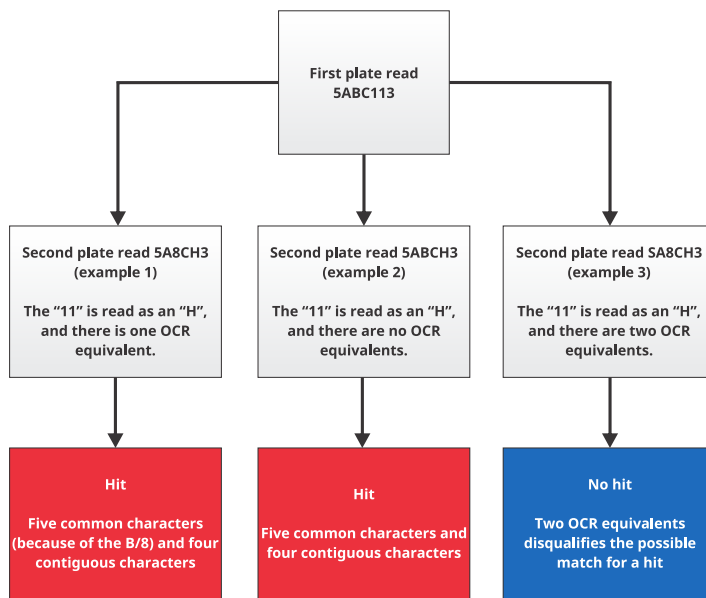 First plate read
5ABC113
Second plate read 5A8CH3
(example 1)
The “11” is read as an “H”,
and there is one OCR
equivalent.
Second plate read 5ABCH3
(example 2)
The “11” is read as an “H”,
and there are no OCR
equivalents.
Second plate read SA8CH3
(example 3)
The “11” is read as an “H”,
and there are two OCR
equivalents.
Hit
Five common characters
(because of the B/8) and four
contiguous characters
Hit
Five common characters and
four contiguous characters
No hit
Two OCR equivalents
disqualifies the possible
match for a hit